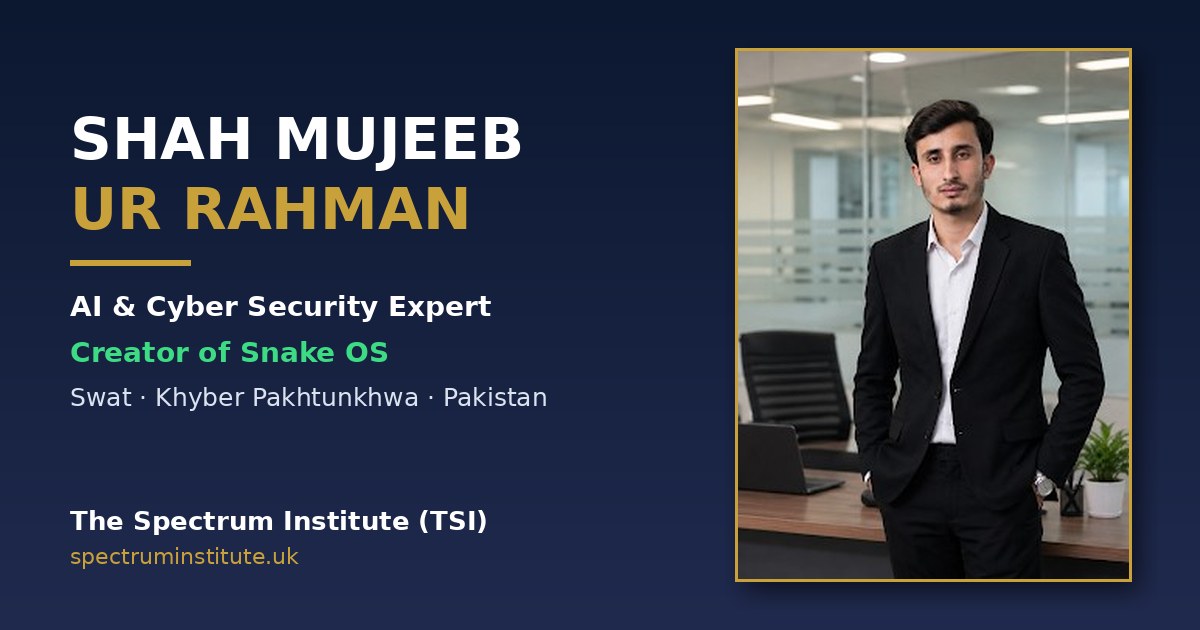 SHAH MUJEEB
UR RAHMAN
AI & Cyber Security Expert
Creator of Snake OS
Swat · Khyber Pakhtunkhwa · Pakistan
The Spectrum Institute (TSI)
spectruminstitute.uk